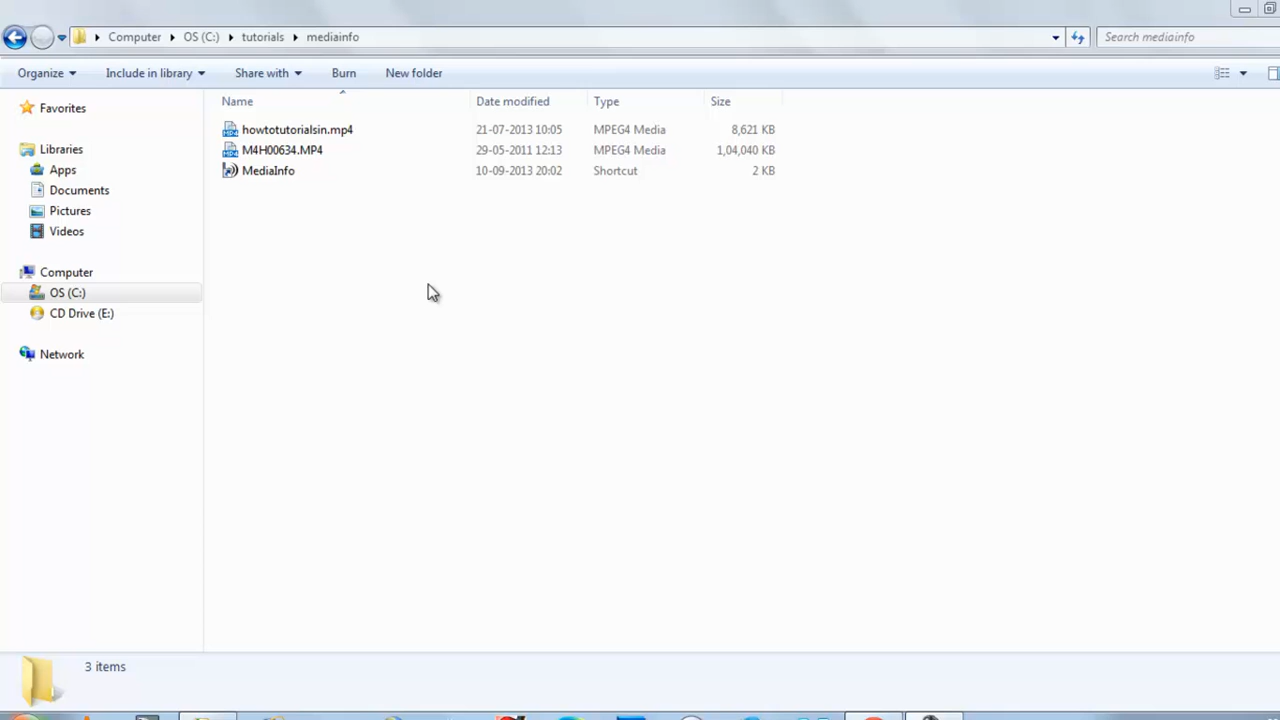 Computer OS (C:) tutorials mediainfo Search mediainfo
Organize Include in library Share with Burn New folder
Favorites
Libraries
Apps
Documents
Pictures
Videos
Computer
OS (C:)
CD Drive (E:)
Network
Name Date modified Type Size
howtotutorialsin.mp4 21-07-2013 10:05 MPEG4 Media 8,621 KB
M4H00634.MP4 29-05-2011 12:13 MPEG4 Media 1,04,040 KB
MediaInfo 10-09-2013 20:02 Shortcut 2 KB
3 items